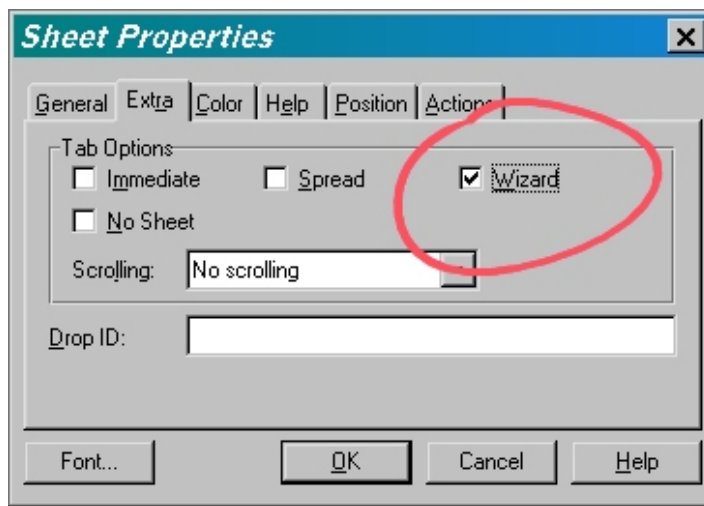 Sheet Properties
General Extra Color Help Position Actions
Tab Options
Immediate Spread Wizard
No Sheet
Scrolling: No scrolling
Drop ID:
Font... OK Cancel Help